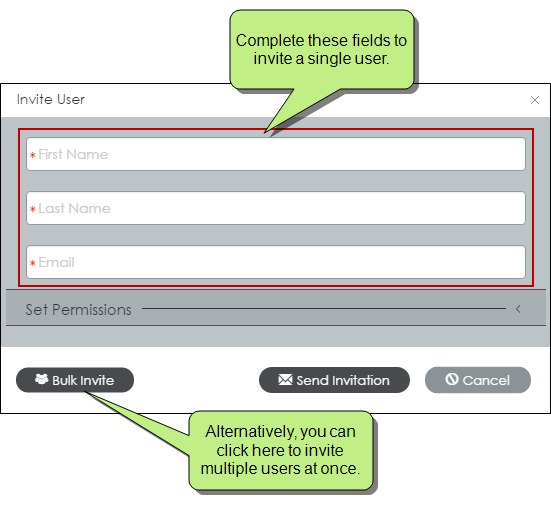 Complete these fields to
invite a single user.
Invite User
* First Name
* Last Name
* Email
Set Permissions
Bulk Invite
Send Invitation
Cancel
Alternatively, you can
click here to invite
multiple users at once.